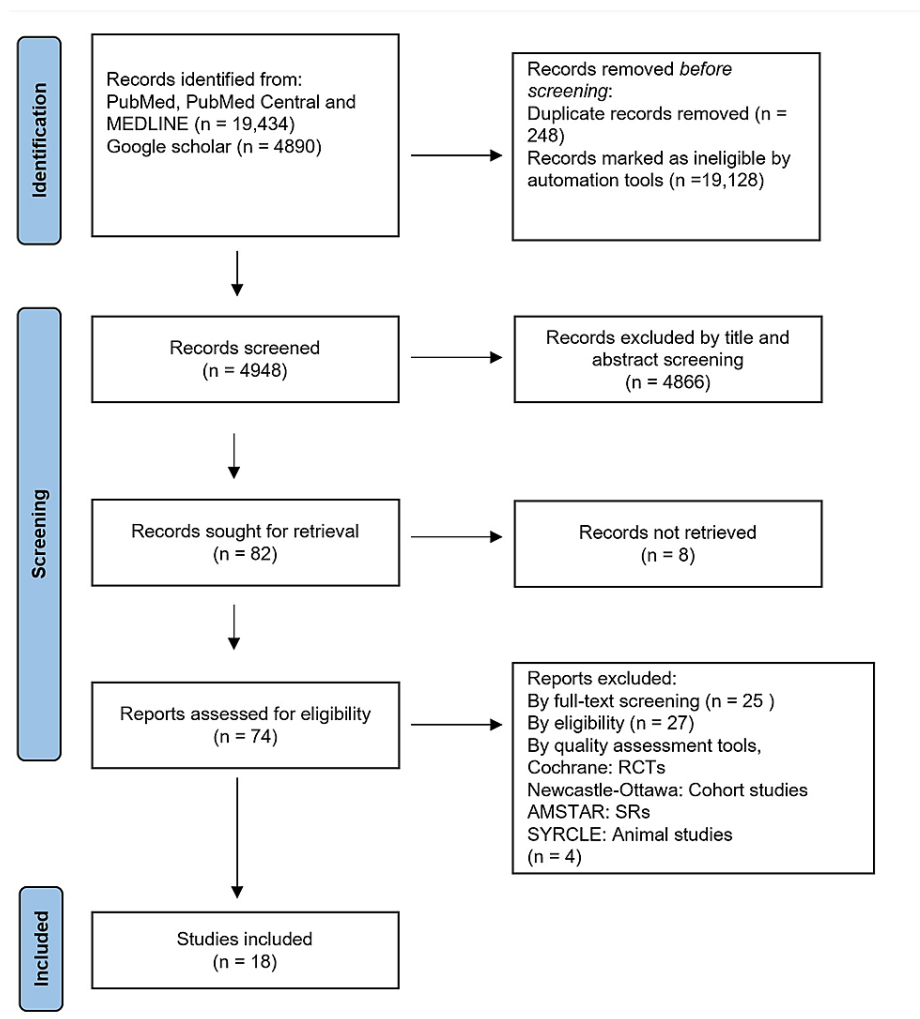 Identification
Records identified from:
PubMed, PubMed Central and
MEDLINE (n = 19,434)
Google scholar (n = 4890)
Records removed before
screening:
Duplicate records removed (n =
248)
Records marked as ineligible by
automation tools (n =19,128)
Screening
Records screened
(n = 4948)
Records excluded by title and
abstract screening
(n = 4866)
Records sought for retrieval
(n = 82)
Records not retrieved
(n = 8)
Reports assessed for eligibility
(n = 74)
Reports excluded:
By full-text screening (n = 25 )
By eligibility (n = 27)
By quality assessment tools,
Cochrane: RCTs
Newcastle-Ottawa: Cohort studies
AMSTAR: SRs
SYRCLE: Animal studies
(n = 4)
Included
Studies included
(n = 18)